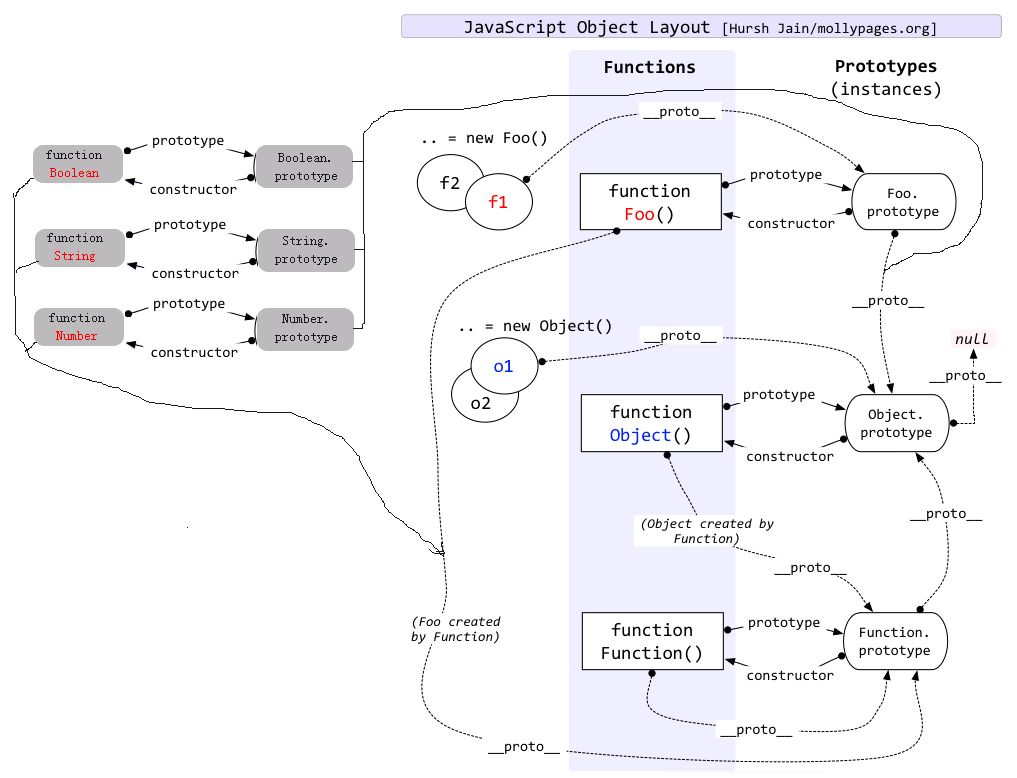 JavaScript Object Layout [Hursh Jain/mollypages.org]
Functions
Prototypes
(instances)
function
Boolean
prototype
constructor
Boolean.
prototype
function
String
prototype
constructor
String.
prototype
function
Number
prototype
constructor
Number.
prototype
.. = new Foo()
f2
f1
__proto__
function
Foo()
prototype
constructor
Foo.
prototype
__proto__
.. = new Object()
o1
o2
__proto__
function
Object()
prototype
constructor
Object.
prototype
null
__proto__
(Object created by
Function)
__proto__
__proto__
(Foo created
by Function)
function
Function()
prototype
constructor
Function.
prototype
__proto__
__proto__